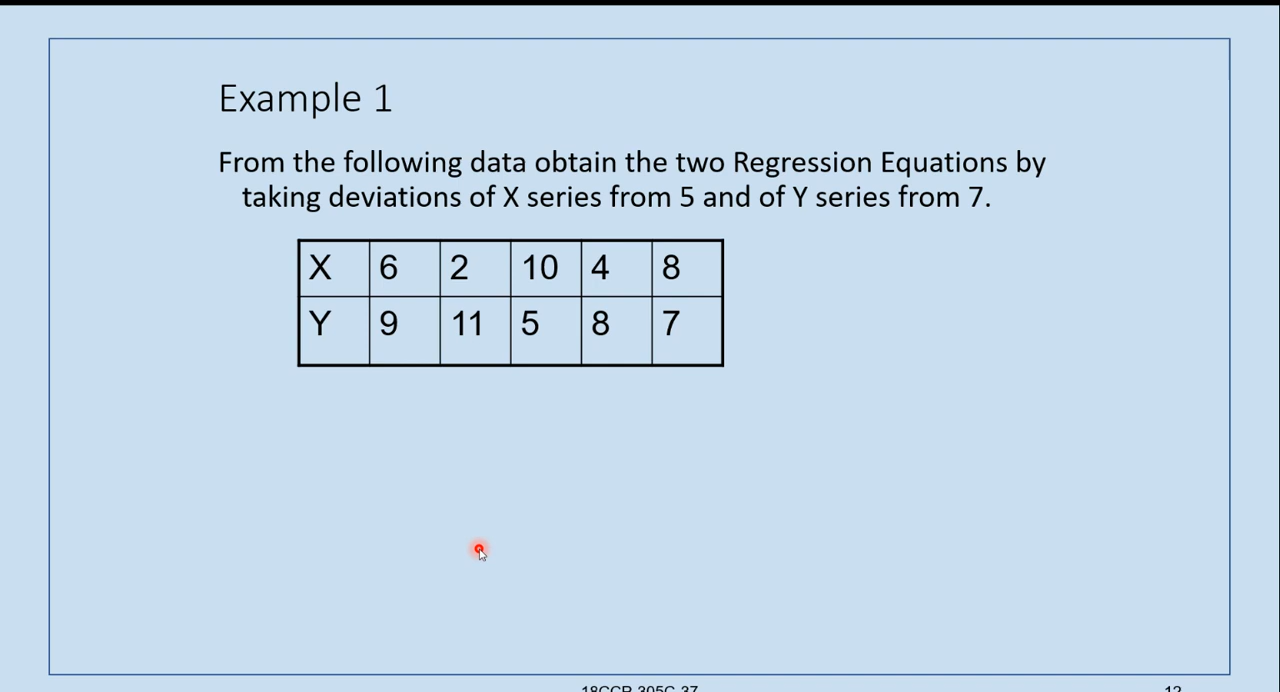 Example 1
From the following data obtain the two Regression Equations by
taking deviations of X series from 5 and of Y series from 7.
X 6 2 10 4 8
Y 9 11 5 8 7
12